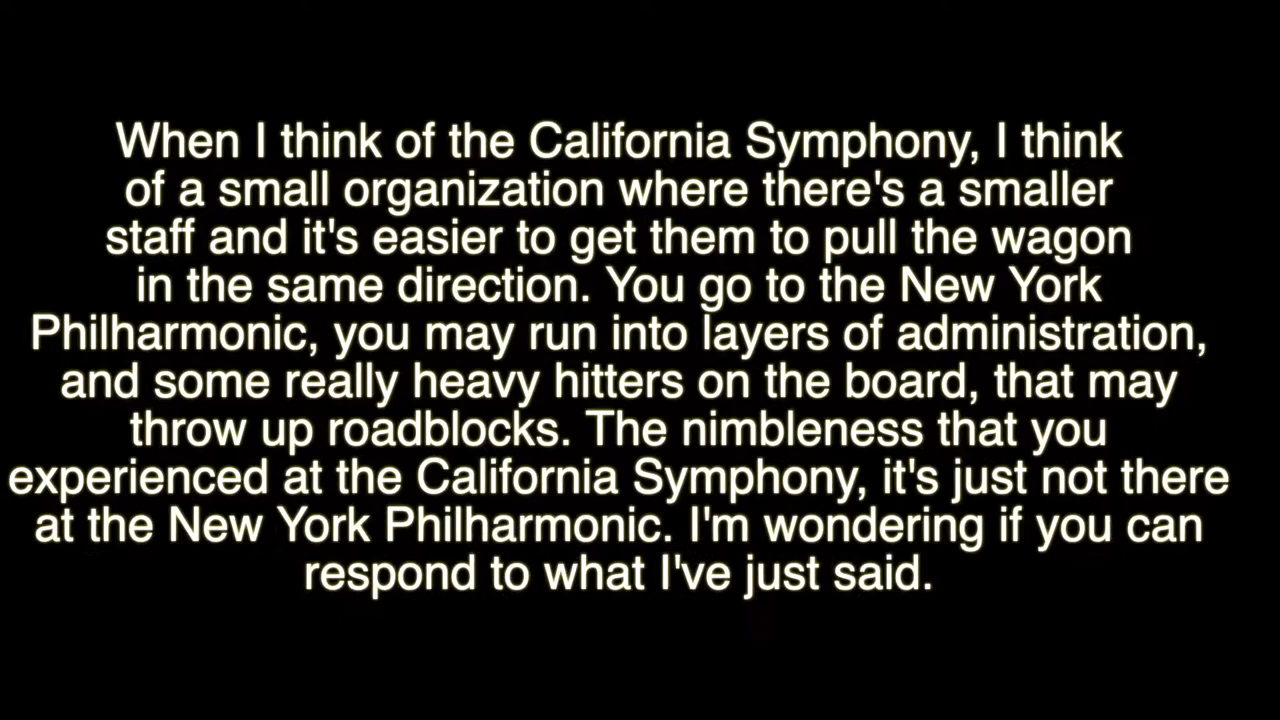 When I think of the California Symphony, I think
of a small organization where there's a smaller
staff and it's easier to get them to pull the wagon
in the same direction. You go to the New York
Philharmonic, you may run into layers of administration,
and some really heavy hitters on the board, that may
throw up roadblocks. The nimbleness that you
experienced at the California Symphony, it's just not there
at the New York Philharmonic. I'm wondering if you can
respond to what I've just said.